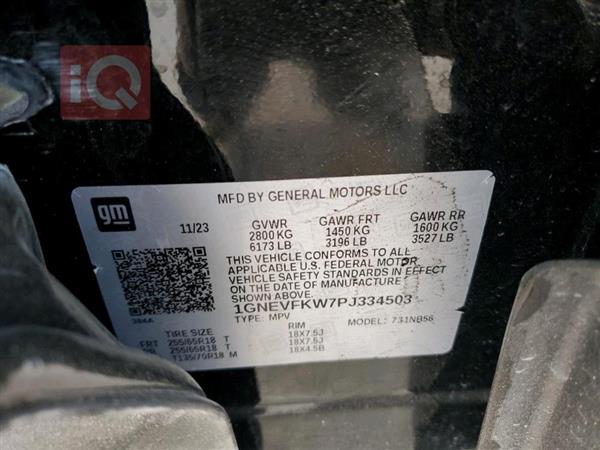 iQ
MFD BY GENERAL MOTORS LLC
gm
11/23 GVWR GAWR FRT GAWR RR
2800 KG 1450 KG 1600 KG
6173 LB 3196 LB 3527 LB
THIS VEHICLE CONFORMS TO ALL
APPLICABLE U.S. FEDERAL MOTOR
VEHICLE SAFETY STANDARDS IN EFFECT
ON THE DATE OF MANUFACTURE
SHOWN ABOVE.
1GNEVFKW7PJ334503
TYPE: MPV MODEL: 731NB56
TIRE SIZE RIM
FRT 255/65R18 T 18X7.5J
255/65R18 T 18X7.5J
T135/70R18 M 18X4.5B